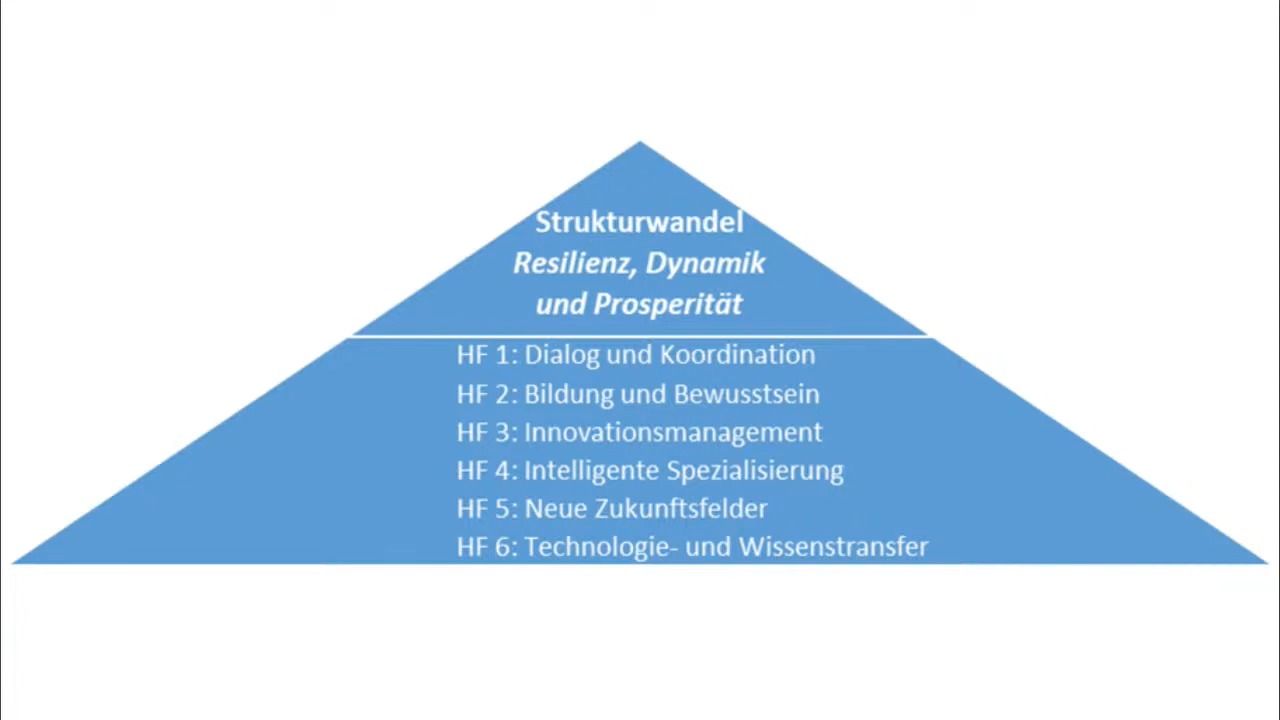 Strukturwandel
Resilienz, Dynamik
und Prosperität
HF 1: Dialog und Koordination
HF 2: Bildung und Bewusstsein
HF 3: Innovationsmanagement
HF 4: Intelligente Spezialisierung
HF 5: Neue Zukunftsfelder
HF 6: Technologie- und Wissenstransfer